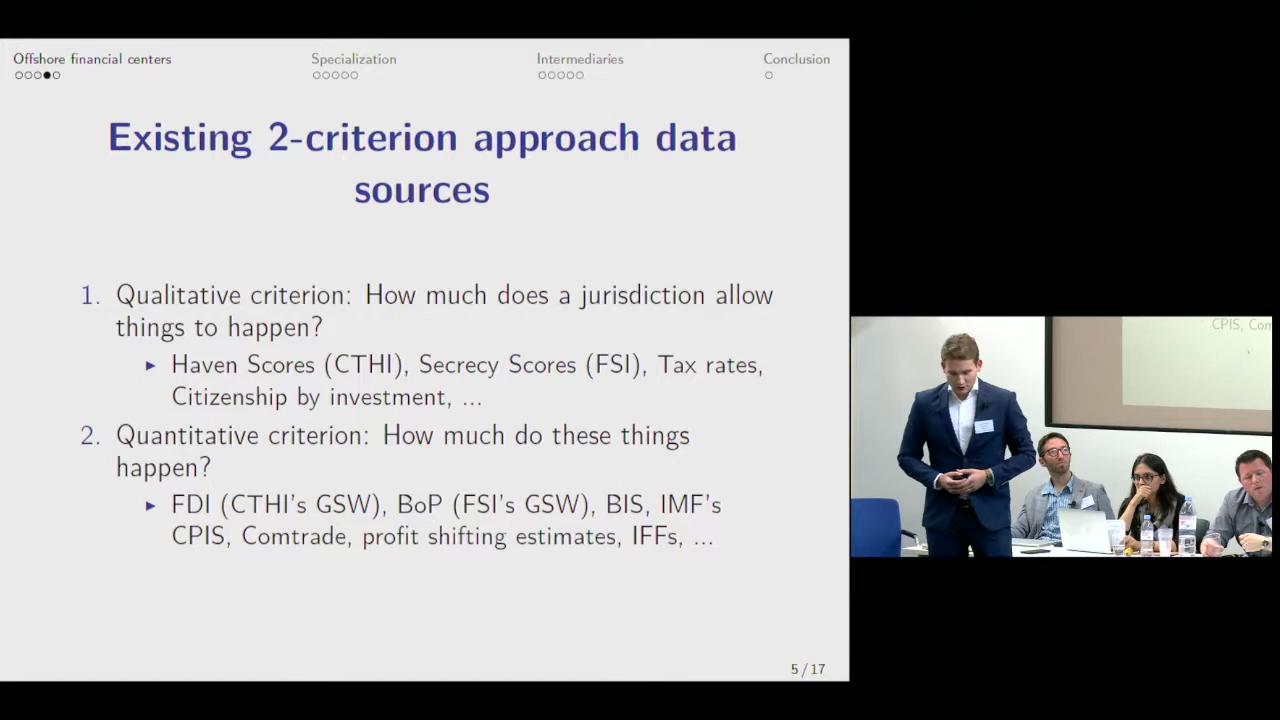 Offshore financial centers
Specialization
Intermediaries
Conclusion
Existing 2-criterion approach data
sources
1. Qualitative criterion: How much does a jurisdiction allow
things to happen?
Haven Scores (CTHI), Secrecy Scores (FSI), Tax rates,
Citizenship by investment, ...
2. Quantitative criterion: How much do these things
happen?
FDI (CTHI's GSW), BoP (FSI's GSW), BIS, IMF's
CPIS, Comtrade, profit shifting estimates, IFFs, ...
5 / 17
CPIS, Com